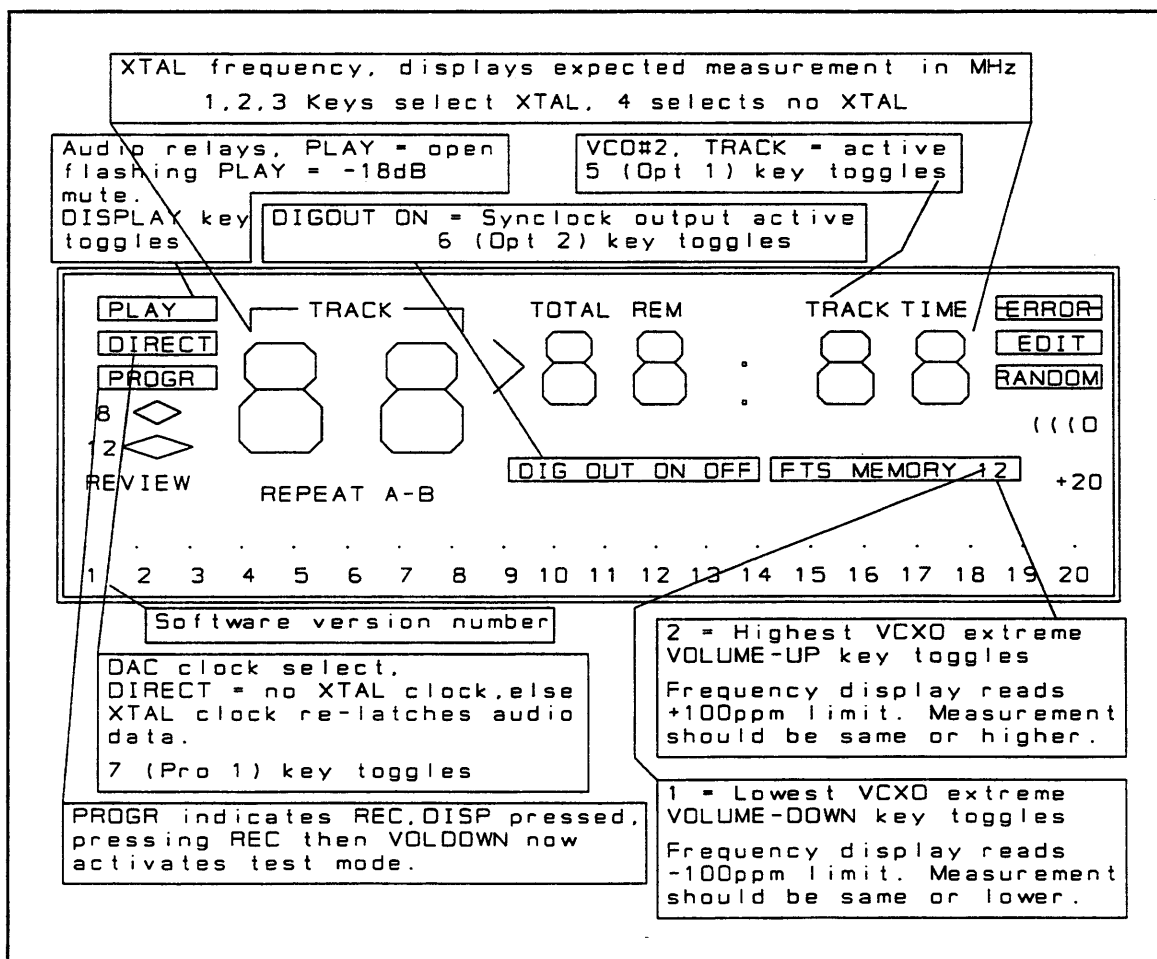 XTAL frequency, displays expected measurement in MHz
1,2,3 Keys select XTAL, 4 selects no XTAL
Audio relays, PLAY = open
flashing PLAY = -18dB
mute.
DISPLAY key
toggles
VCO#2, TRACK = active
5 (Opt 1) key toggles
DIGOUT ON = Synclock output active
6 (Opt 2) key toggles
PLAY
TRACK
TOTAL REM
TRACK TIME
ERROR
DIRECT
EDIT
PROGR
RANDOM
8
(((0
12
DIG OUT ON OFF
FTS MEMORY 12
REVIEW
REPEAT A-B
+20
1 2 3 4 5 6 7 8 9 10 11 12 13 14 15 16 17 18 19 20
Software version number
DAC clock select,
DIRECT = no XTAL clock,else
XTAL clock re-latches audio
data.
7 (Pro 1) key toggles
PROGR indicates REC,DISP pressed,
pressing REC then VOLDOWN now
activates test mode.
2 = Highest VCXO extreme
VOLUME-UP key toggles
Frequency display reads
+100ppm limit. Measurement
should be same or higher.
1 = Lowest VCXO extreme
VOLUME-DOWN key toggles
Frequency display reads
-100ppm limit. Measurement
should be same or lower.